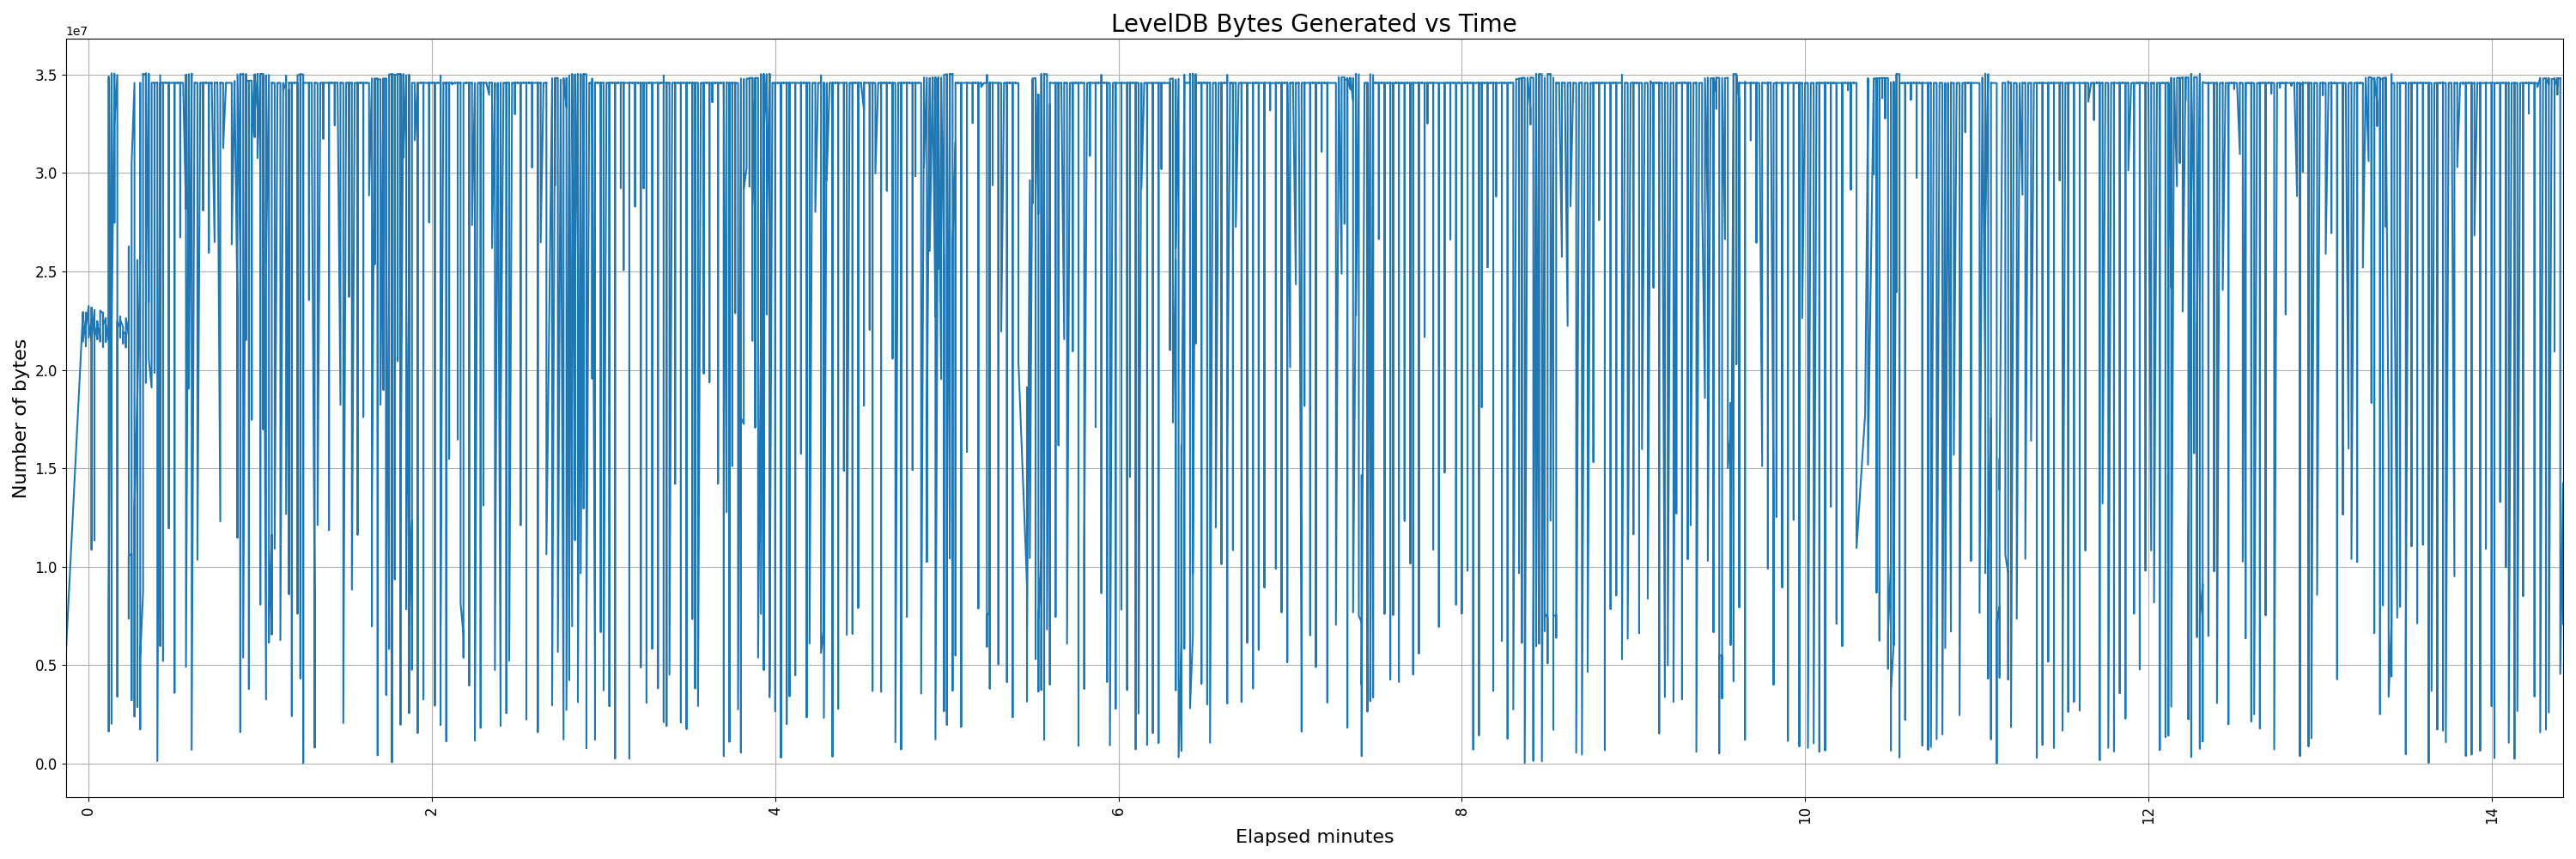 LevelDB Bytes Generated vs Time
1e7
3.5
3.0
2.5
2.0
1.5
1.0
0.5
0.0
Number of bytes
0 2 4 6 8 10 12 14
Elapsed minutes